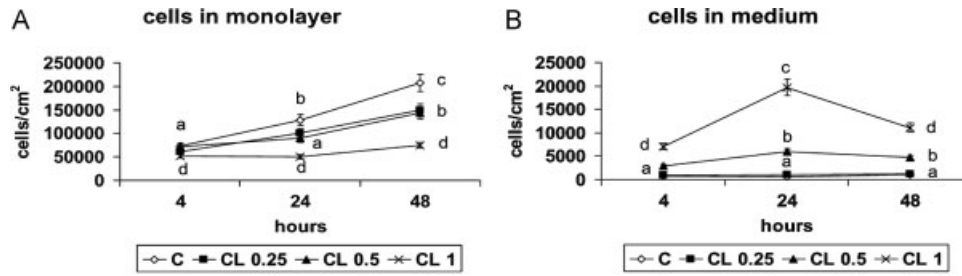 A cells in monolayer
cells/cm²
250000
200000
150000
100000
50000
0
a
b
c
b
a
d
d
d
4 24 48
hours
C CL 0.25 CL 0.5 CL 1
B cells in medium
cells/cm²
25000
20000
15000
10000
5000
0
c
d
d
b
b
a
a
a
4 24 48
hours
C CL 0.25 CL 0.5 CL 1